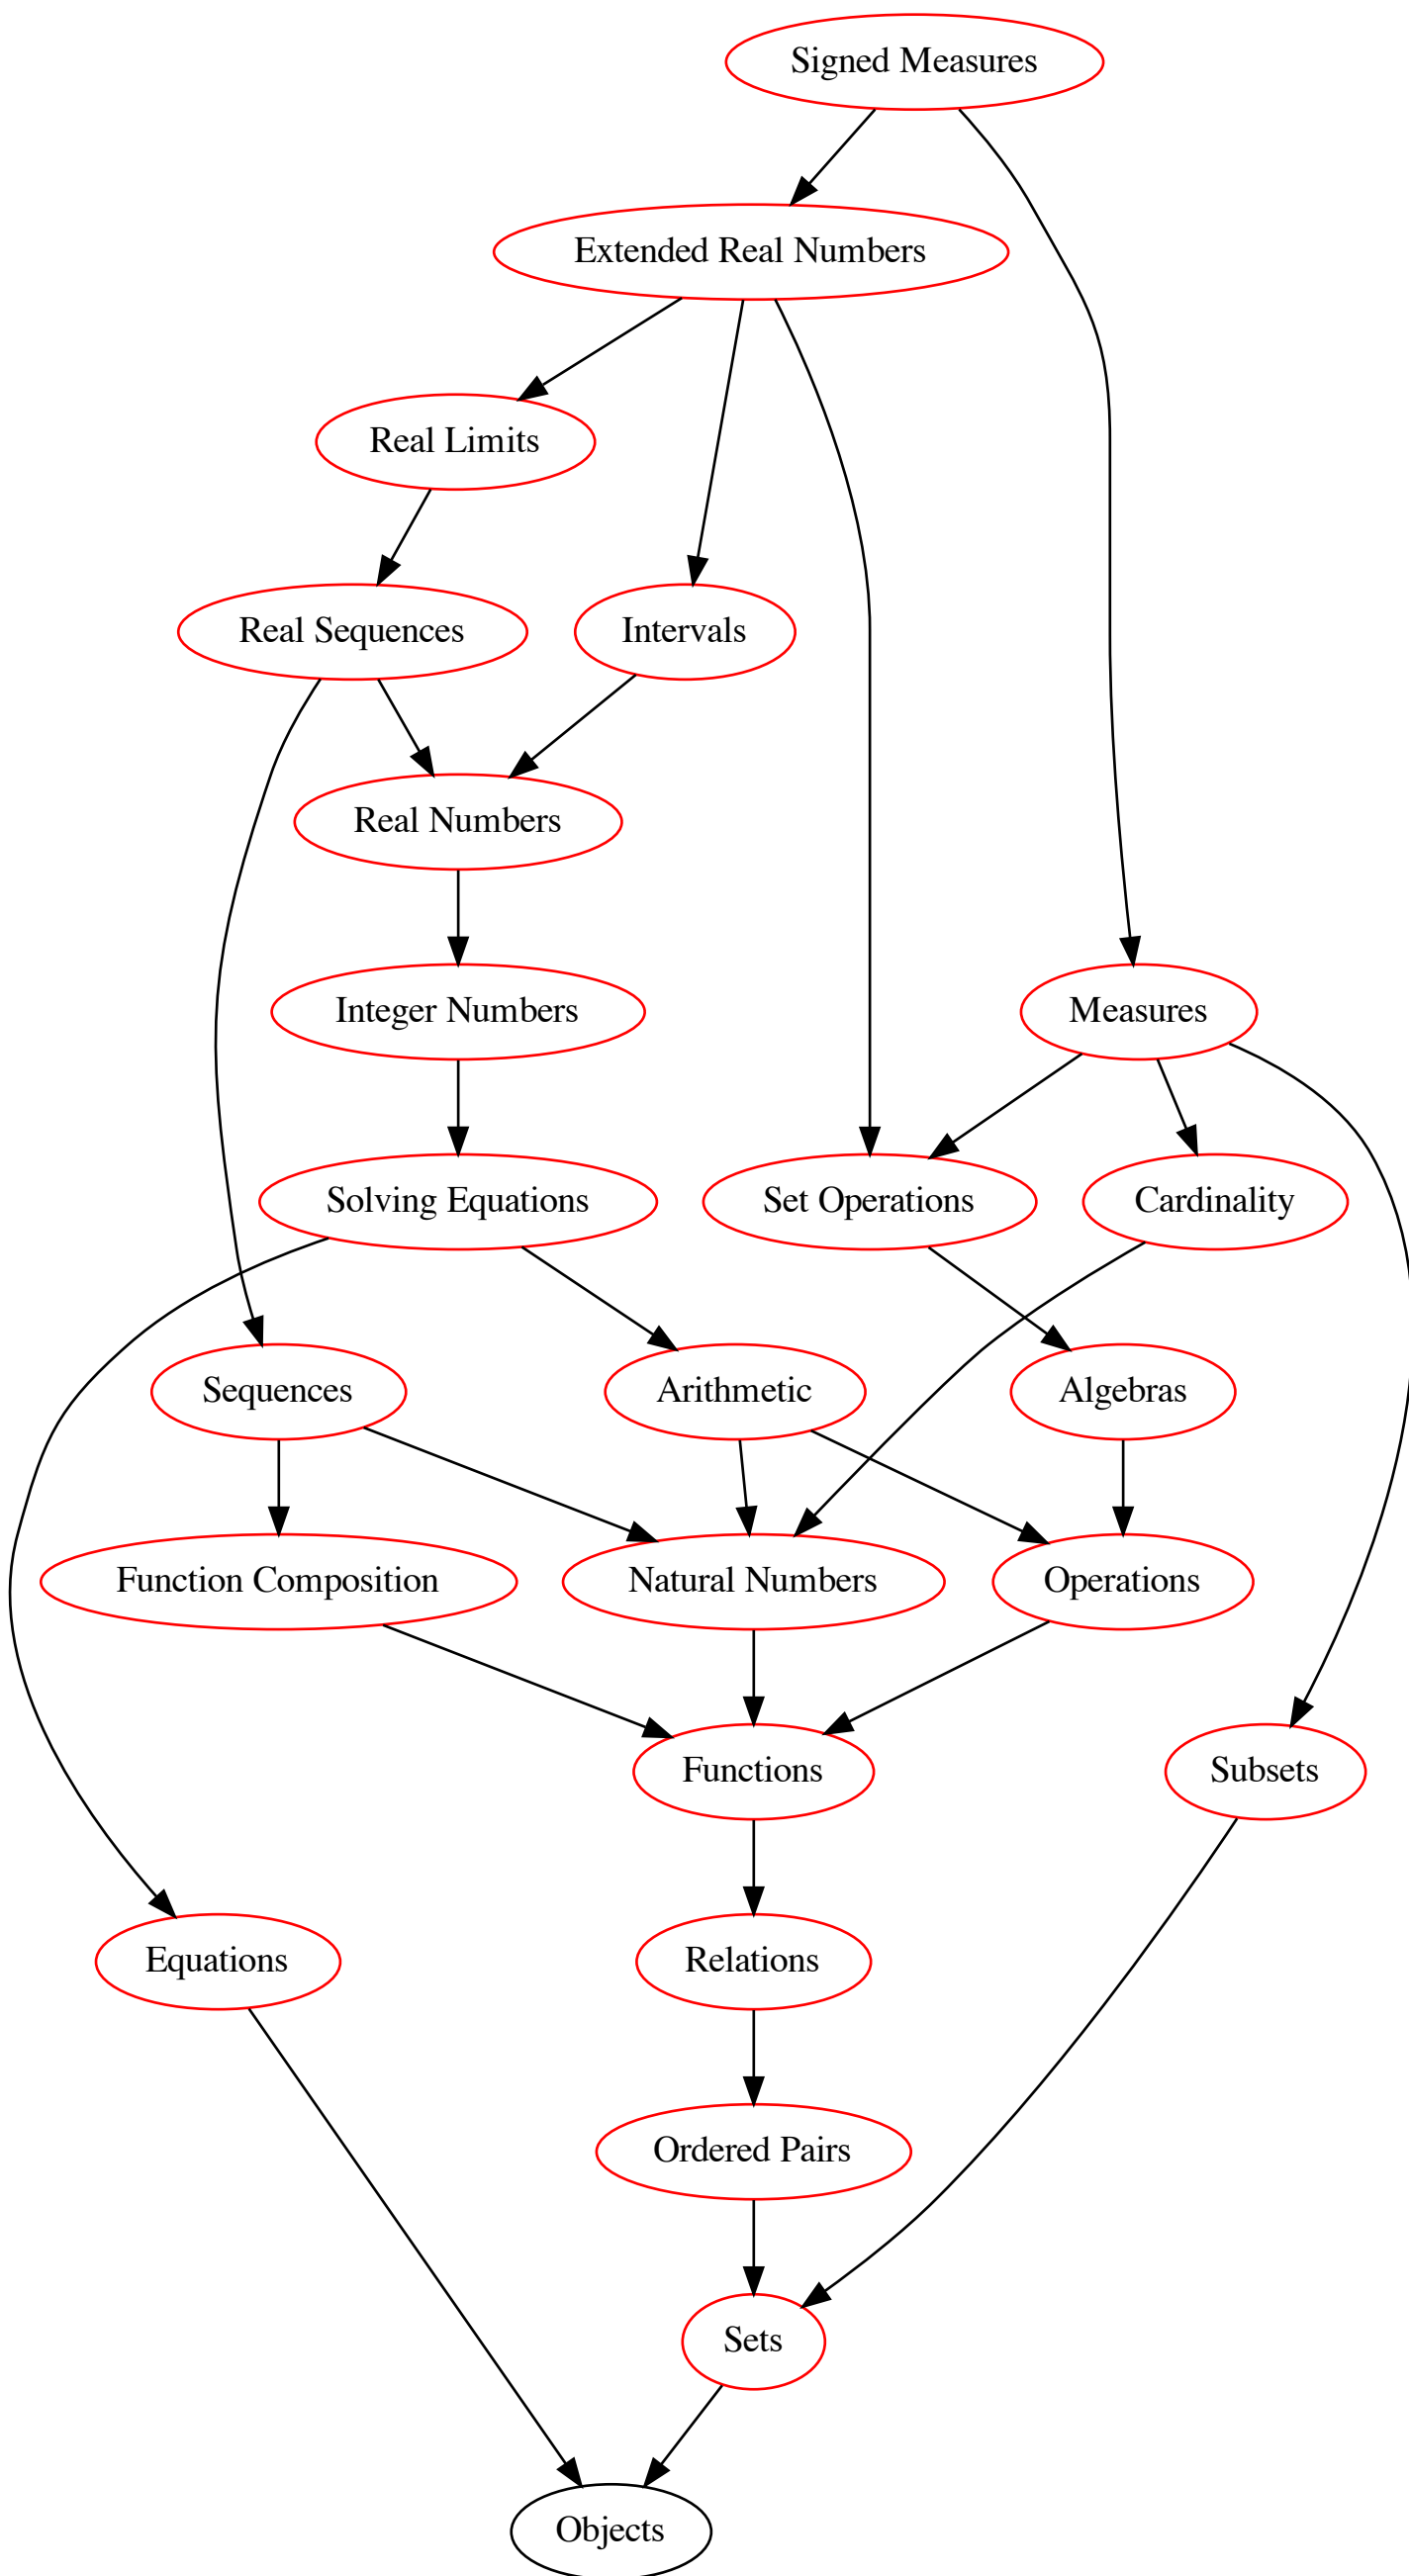 Signed Measures
Extended Real Numbers
Real Limits
Real Sequences
Intervals
Real Numbers
Integer Numbers
Measures
Solving Equations
Set Operations
Cardinality
Sequences
Arithmetic
Algebras
Function Composition
Natural Numbers
Operations
Functions
Subsets
Equations
Relations
Ordered Pairs
Sets
Objects